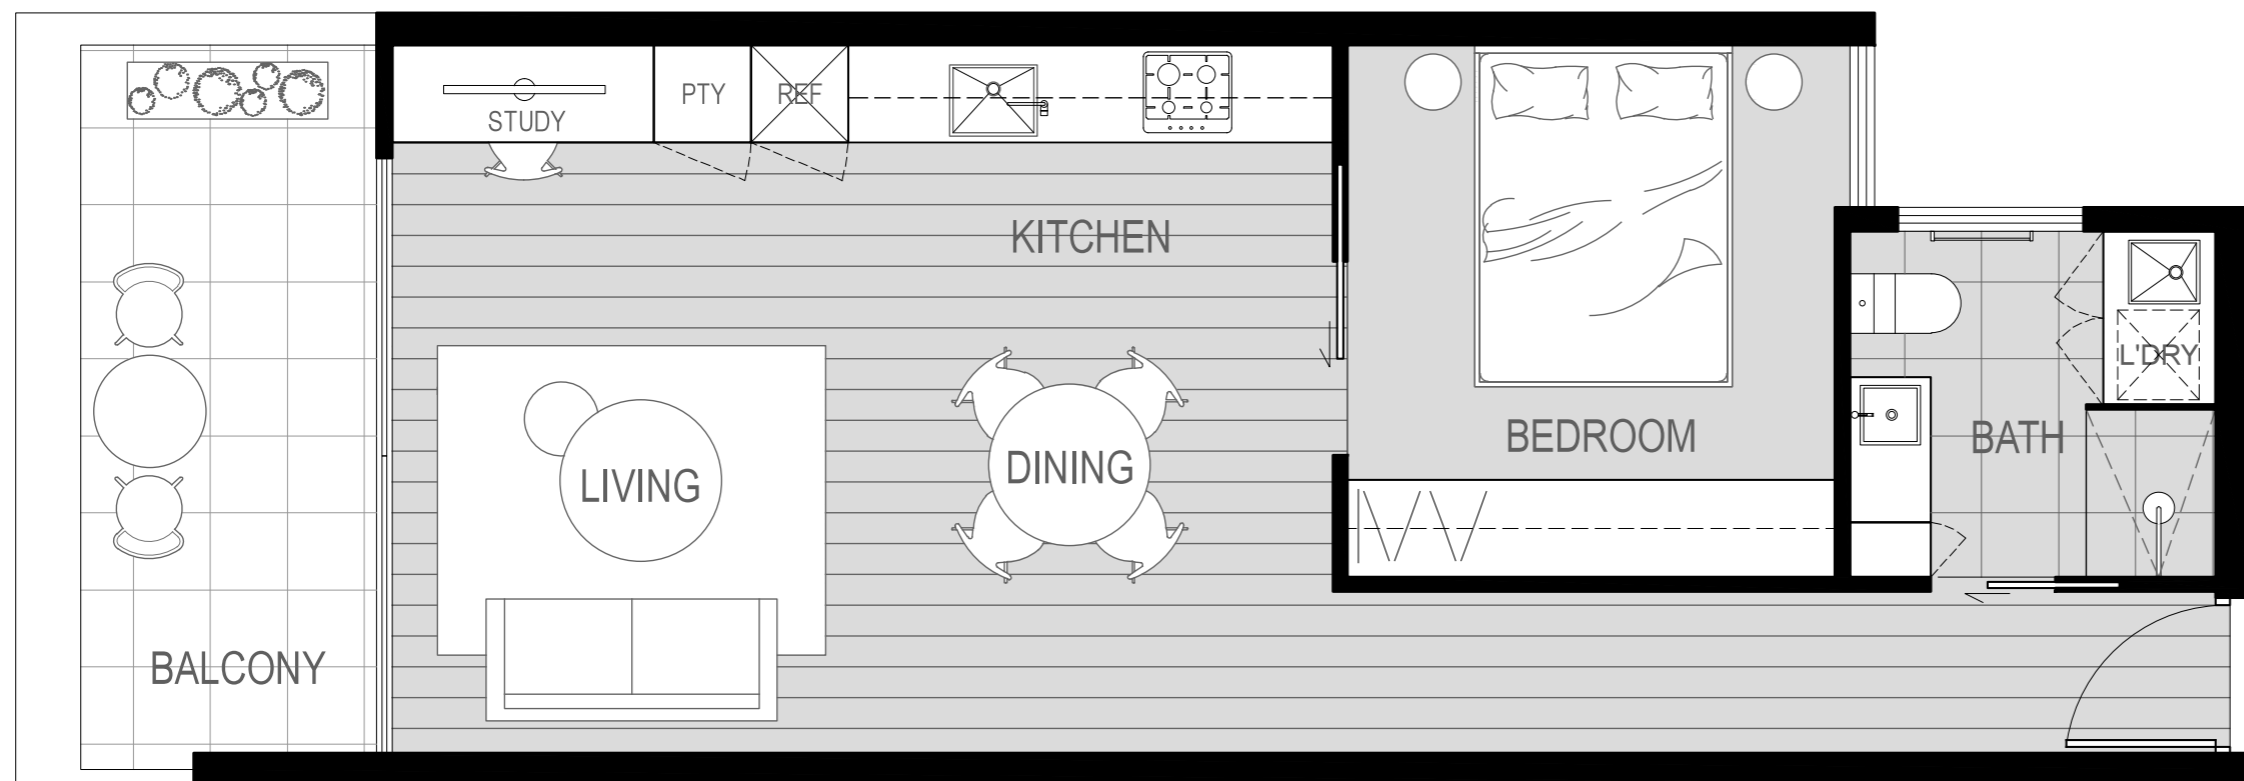 STUDY
PTY
REF
KITCHEN
L'DRY
BEDROOM
BATH
LIVING
DINING
BALCONY